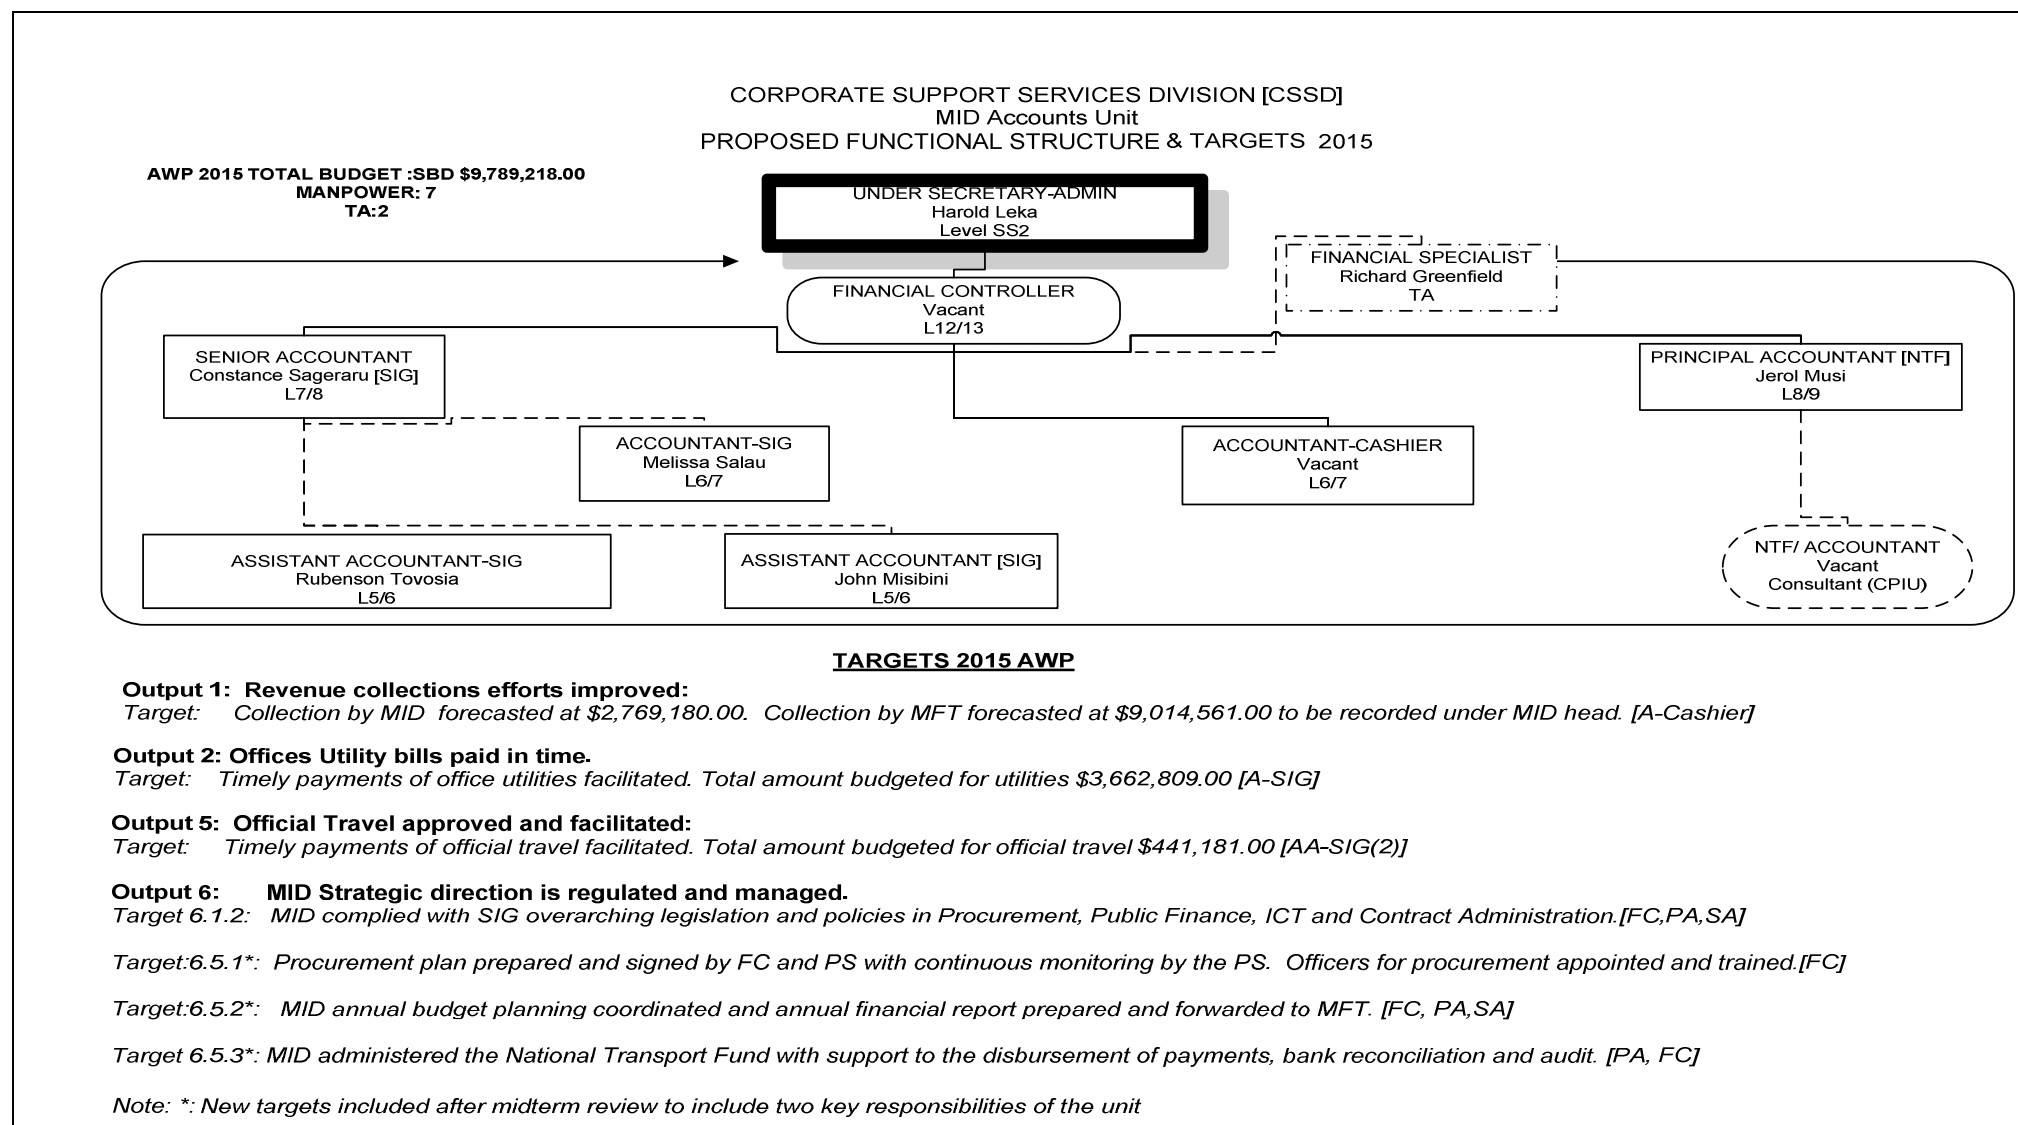 CORPORATE SUPPORT SERVICES DIVISION [CSSD]
MID Accounts Unit
PROPOSED FUNCTIONAL STRUCTURE & TARGETS 2015
AWP 2015 TOTAL BUDGET :SBD $9,789,218.00
MANPOWER: 7
TA:2
UNDER SECRETARY-ADMIN
Harold Leka
Level SS2
FINANCIAL SPECIALIST
Richard Greenfield
TA
FINANCIAL CONTROLLER
Vacant
L12/13
SENIOR ACCOUNTANT
Constance Sageraru [SIG]
L7/8
PRINCIPAL ACCOUNTANT [NTF]
Jerol Musi
L8/9
ACCOUNTANT-SIG
Melissa Salau
L6/7
ACCOUNTANT-CASHIER
Vacant
L6/7
ASSISTANT ACCOUNTANT-SIG
Rubenson Tovosia
L5/6
ASSISTANT ACCOUNTANT [SIG]
John Misibini
L5/6
NTF/ ACCOUNTANT
Vacant
Consultant (CPIU)
TARGETS 2015 AWP
Output 1: Revenue collections efforts improved:
Target: Collection by MID forecasted at $2,769,180.00. Collection by MFT forecasted at $9,014,561.00 to be recorded under MID head. [A-Cashier]
Output 2: Offices Utility bills paid in time.
Target: Timely payments of office utilities facilitated. Total amount budgeted for utilities $3,662,809.00 [A-SIG]
Output 5: Official Travel approved and facilitated:
Target: Timely payments of official travel facilitated. Total amount budgeted for official travel $441,181.00 [AA-SIG(2)]
Output 6: MID Strategic direction is regulated and managed.
Target 6.1.2: MID complied with SIG overarching legislation and policies in Procurement, Public Finance, ICT and Contract Administration.[FC,PA,SA]
Target:6.5.1*: Procurement plan prepared and signed by FC and PS with continuous monitoring by the PS. Officers for procurement appointed and trained.[FC]
Target:6.5.2*: MID annual budget planning coordinated and annual financial report prepared and forwarded to MFT. [FC, PA,SA]
Target 6.5.3*: MID administered the National Transport Fund with support to the disbursement of payments, bank reconciliation and audit. [PA, FC]
Note: *: New targets included after midterm review to include two key responsibilities of the unit